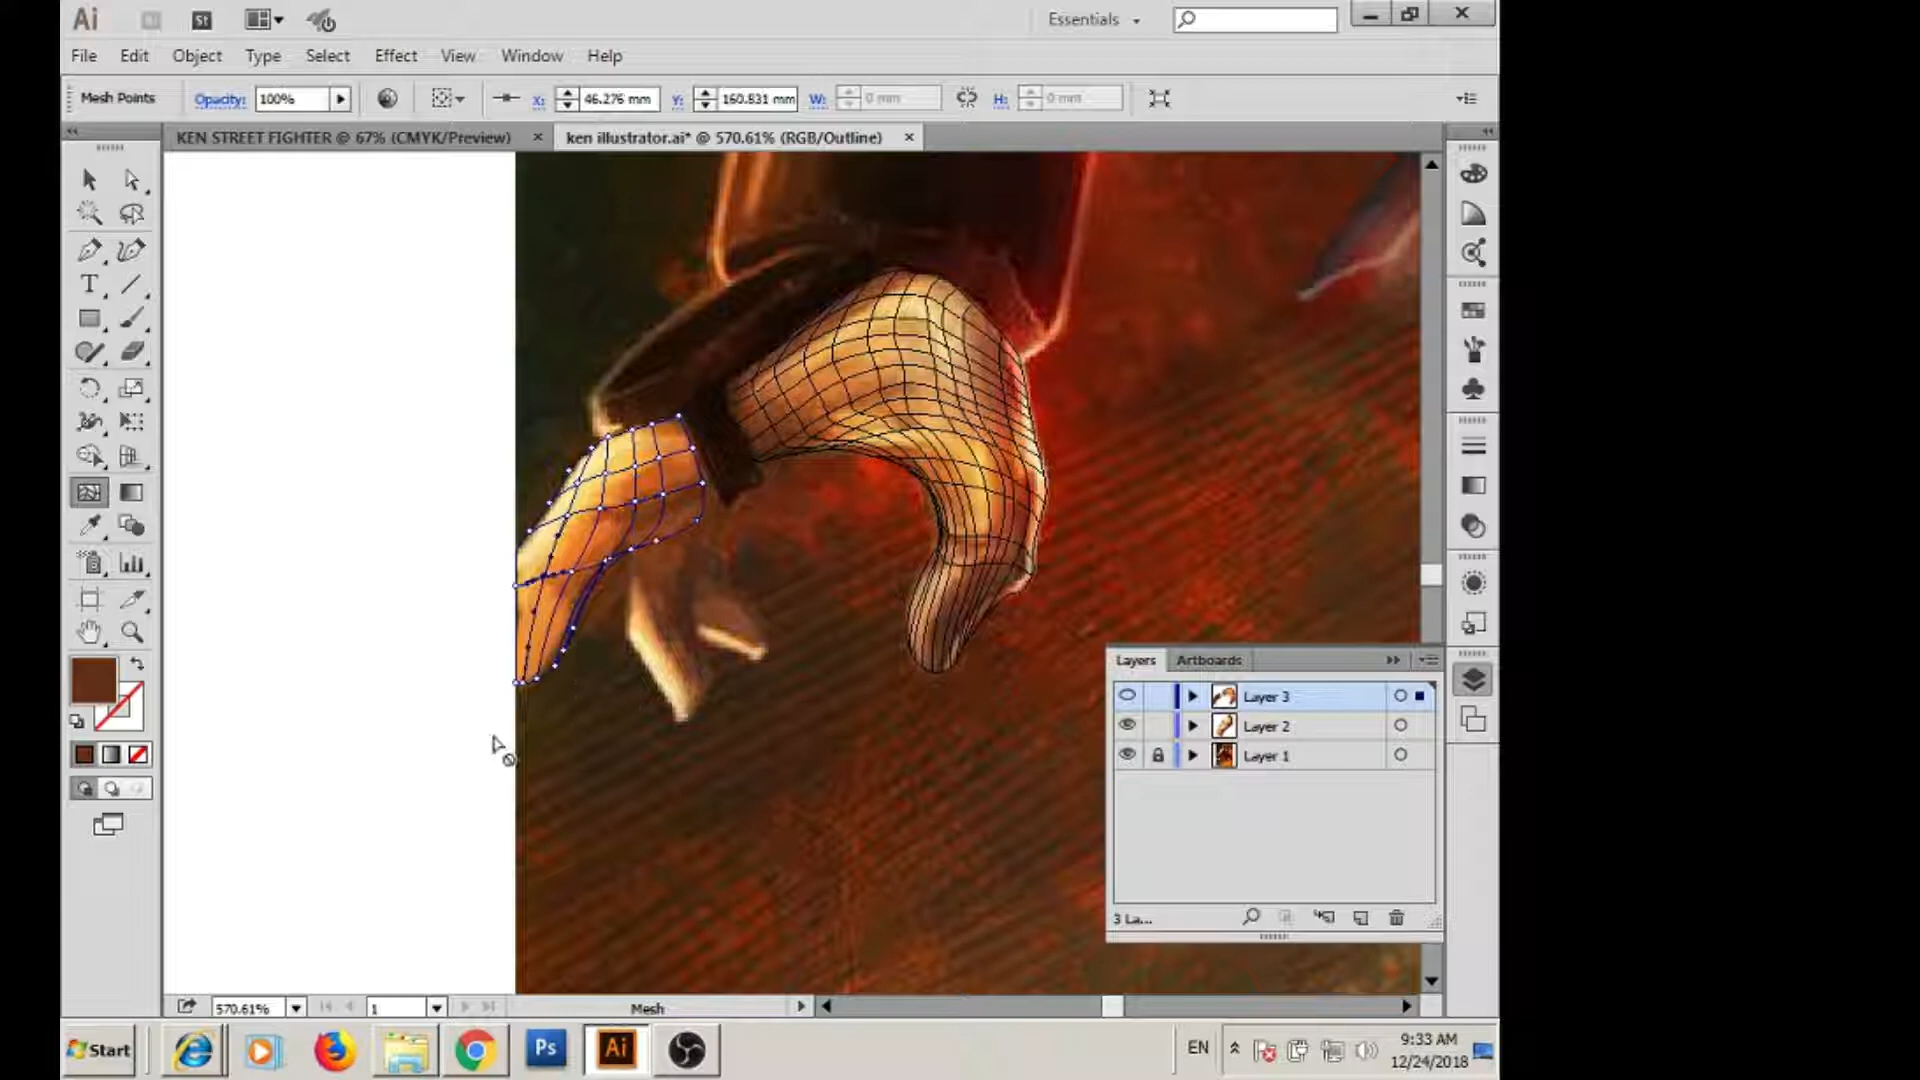 Ai
St
Essentials
File Edit Object Type Select Effect View Window Help
Mesh Points Opacity: 100% X: 46.276 mm Y: 160.831 mm W: 0 mm H: 0 mm
KEN STREET FIGHTER @ 67% (CMYK/Preview) ken illustrator.ai* @ 570.61% (RGB/Outline)
T
Layers Artboards
Layer 3
Layer 2
Layer 1
3 La...
570.61% 1 Mesh
Start Ps Ai EN 9:33 AM
12/24/2018